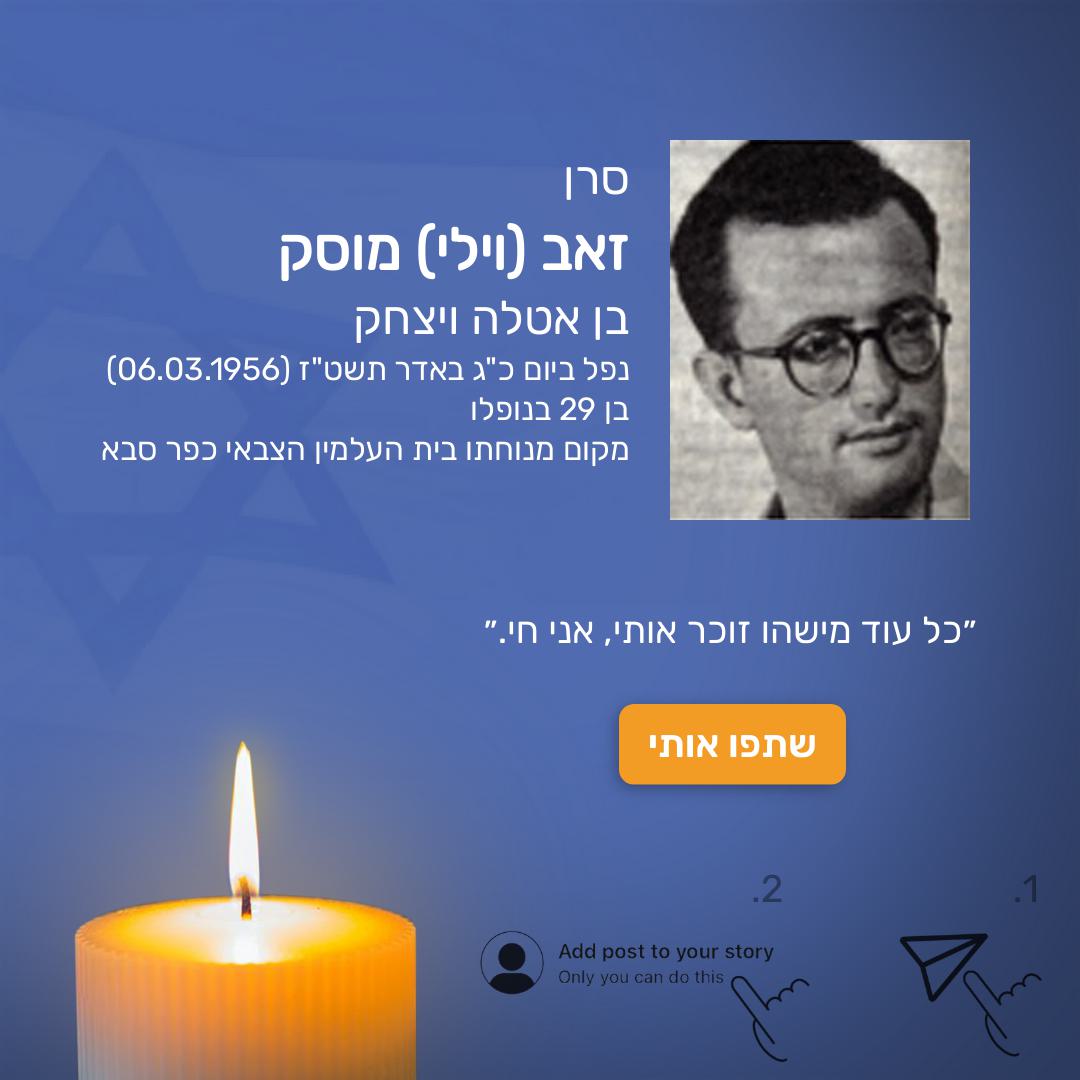 סרן
זאב (וילי) מוסק
בן אטלה ויצחק
נפל ביום כ"ג באדר תשט"ז (06.03.1956)
בן 29 בנופלו
מקום מנוחתו בית העלמין הצבאי כפר סבא
״כל עוד מישהו זוכר אותי, אני חי.״
שתפו אותי
1.
2.
Add post to your story
Only you can do this